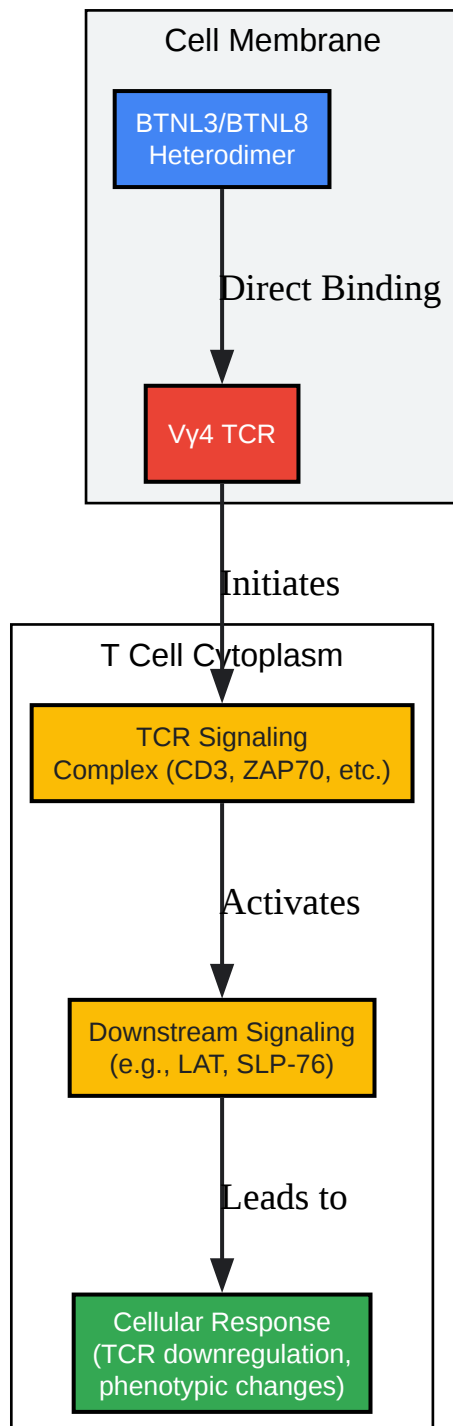 Cell Membrane
BTNL3/BTNL8
Heterodimer
Direct Binding
Vγ4 TCR
Initiates
T Cell Cytoplasm
TCR Signaling
Complex (CD3, ZAP70, etc.)
Activates
Downstream Signaling
(e.g., LAT, SLP-76)
Leads to
Cellular Response
(TCR downregulation,
phenotypic changes)